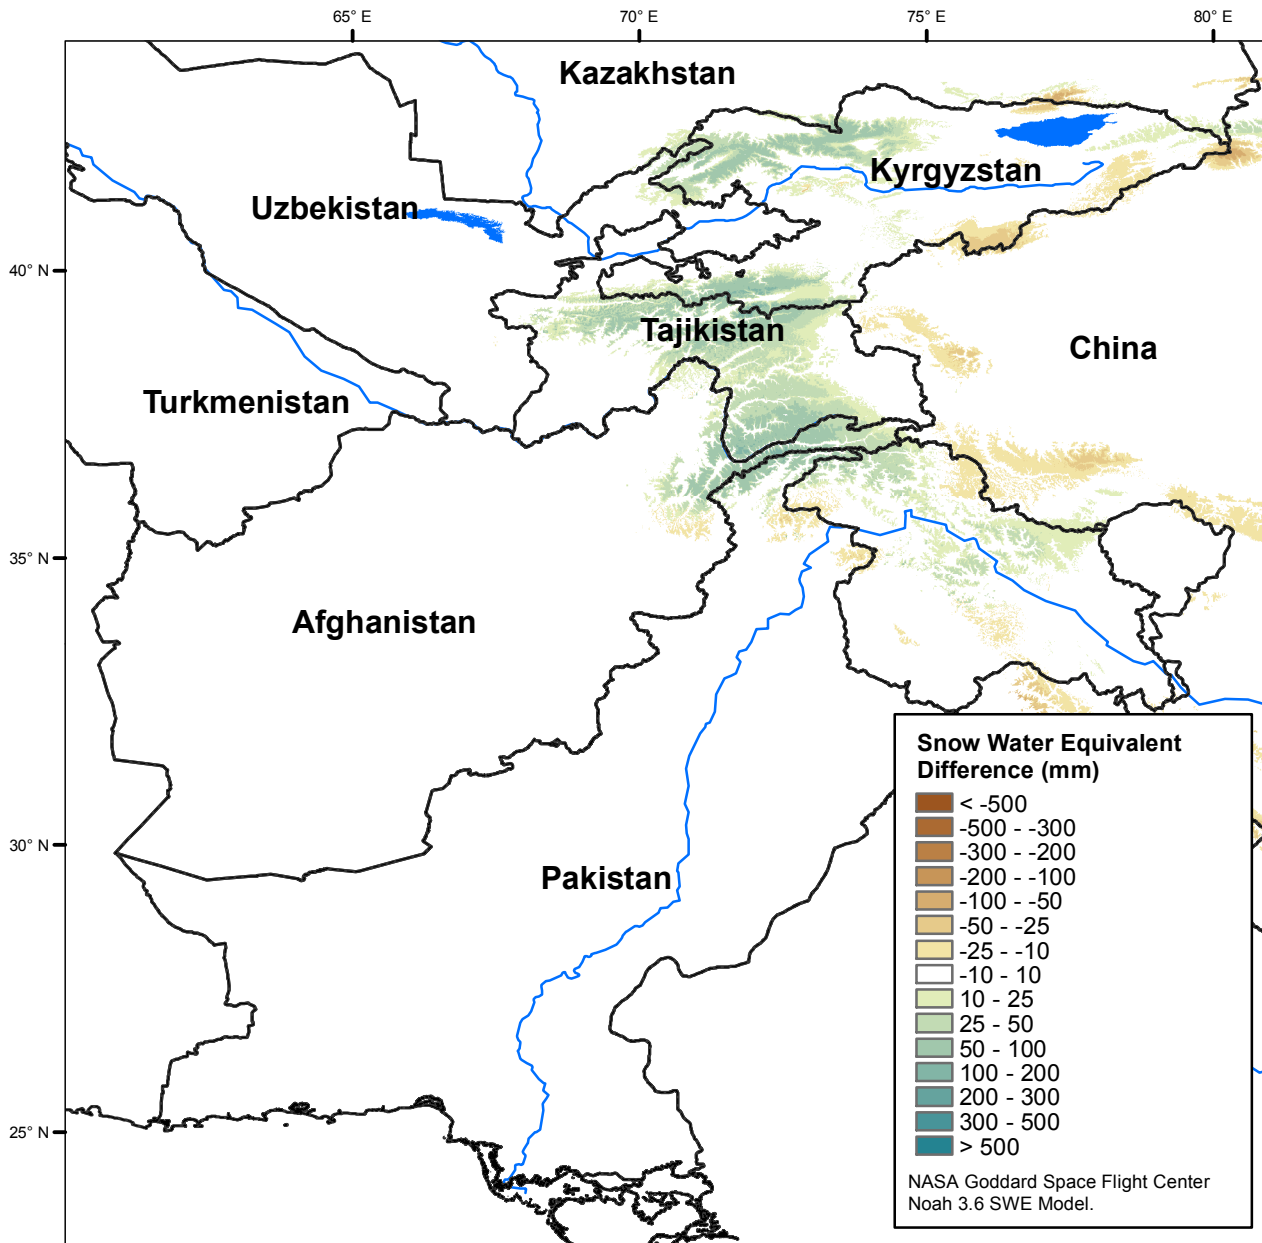 65° E
70° E
75° E
80° E
Kazakhstan
Kyrgyzstan
Uzbekistan
40° N
Tajikistan
China
Turkmenistan
35° N
Afghanistan
30° N
Pakistan
25° N
Snow Water Equivalent
Difference (mm)
< -500
-500 - -300
-300 - -200
-200 - -100
-100 - -50
-50 - -25
-25 - -10
-10 - 10
10 - 25
25 - 50
50 - 100
100 - 200
200 - 300
300 - 500
> 500
NASA Goddard Space Flight Center
Noah 3.6 SWE Model.